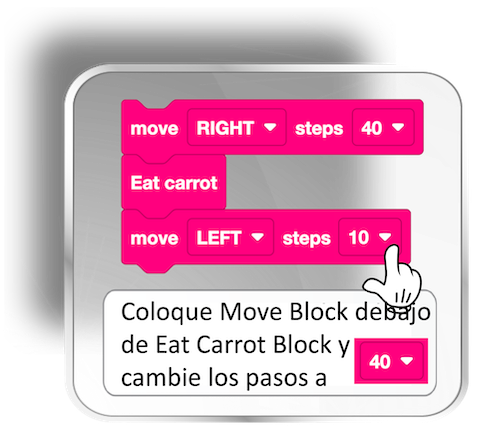 move RIGHT steps 40
Eat carrot
move LEFT steps 10
Coloque Move Block debajo
de Eat Carrot Block y
cambie los pasos a 40